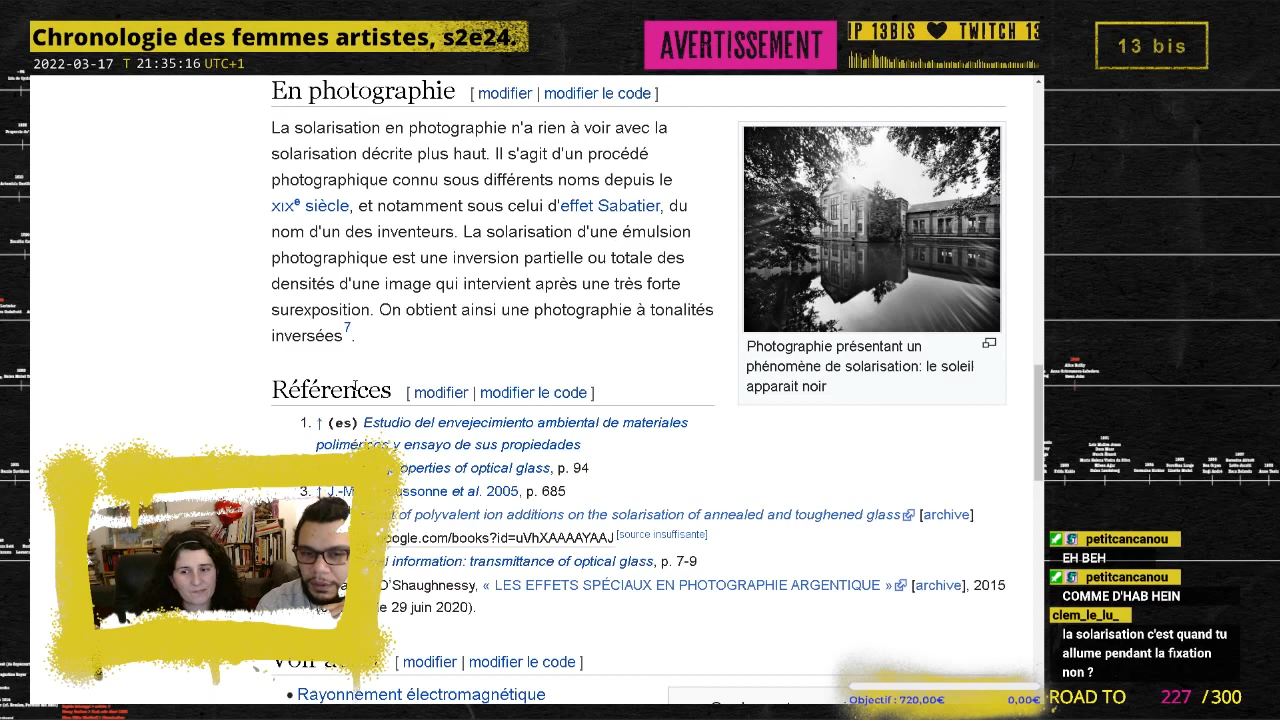 Chronologie des femmes artistes, s2e24.
2022-03-17 T 21:35:16 UTC+1
AVERTISSEMENT
IP 13BIS TWITCH 13
13 bis
En photographie [ modifier | modifier le code ]
La solarisation en photographie n'a rien à voir avec la
solarisation décrite plus haut. Il s'agit d'un procédé
photographique connu sous différents noms depuis le
XIXe siècle, et notamment sous celui d'effet Sabatier, du
nom d'un des inventeurs. La solarisation d'une émulsion
photographique est une inversion partielle ou totale des
densités d'une image qui intervient après une très forte
surexposition. On obtient ainsi une photographie à tonalités
inversées7.
Photographie présentant un
phénomène de solarisation: le soleil
apparait noir
Références [ modifier | modifier le code ]
1. ↑ (es) Estudio del envejecimiento ambiental de materiales
poliméricos y ensayo de sus propiedades
operties of optical glass, p. 94
3. ↑ J.-M. oussonne et al. 2005, p. 685
of polyvalent ion additions on the solarisation of annealed and toughened glass [archive]
ogle.com/books?id=uVhXAAAAYAAJ [source insuffisante]
l information: transmittance of optical glass, p. 7-9
O'Shaughnessy, « LES EFFETS SPÉCIAUX EN PHOTOGRAPHIE ARGENTIQUE » [archive], 2015
le 29 juin 2020).
Voir a [ modifier | modifier le code ]
• Rayonnement électromagnétique
petitcancanou
EH BEH
petitcancanou
COMME D'HAB HEIN
clem_le_lu_
la solarisation c'est quand tu
allume pendant la fixation
non ?
Objectif : 720,00€ 0,00€
ROAD TO 227 / 300